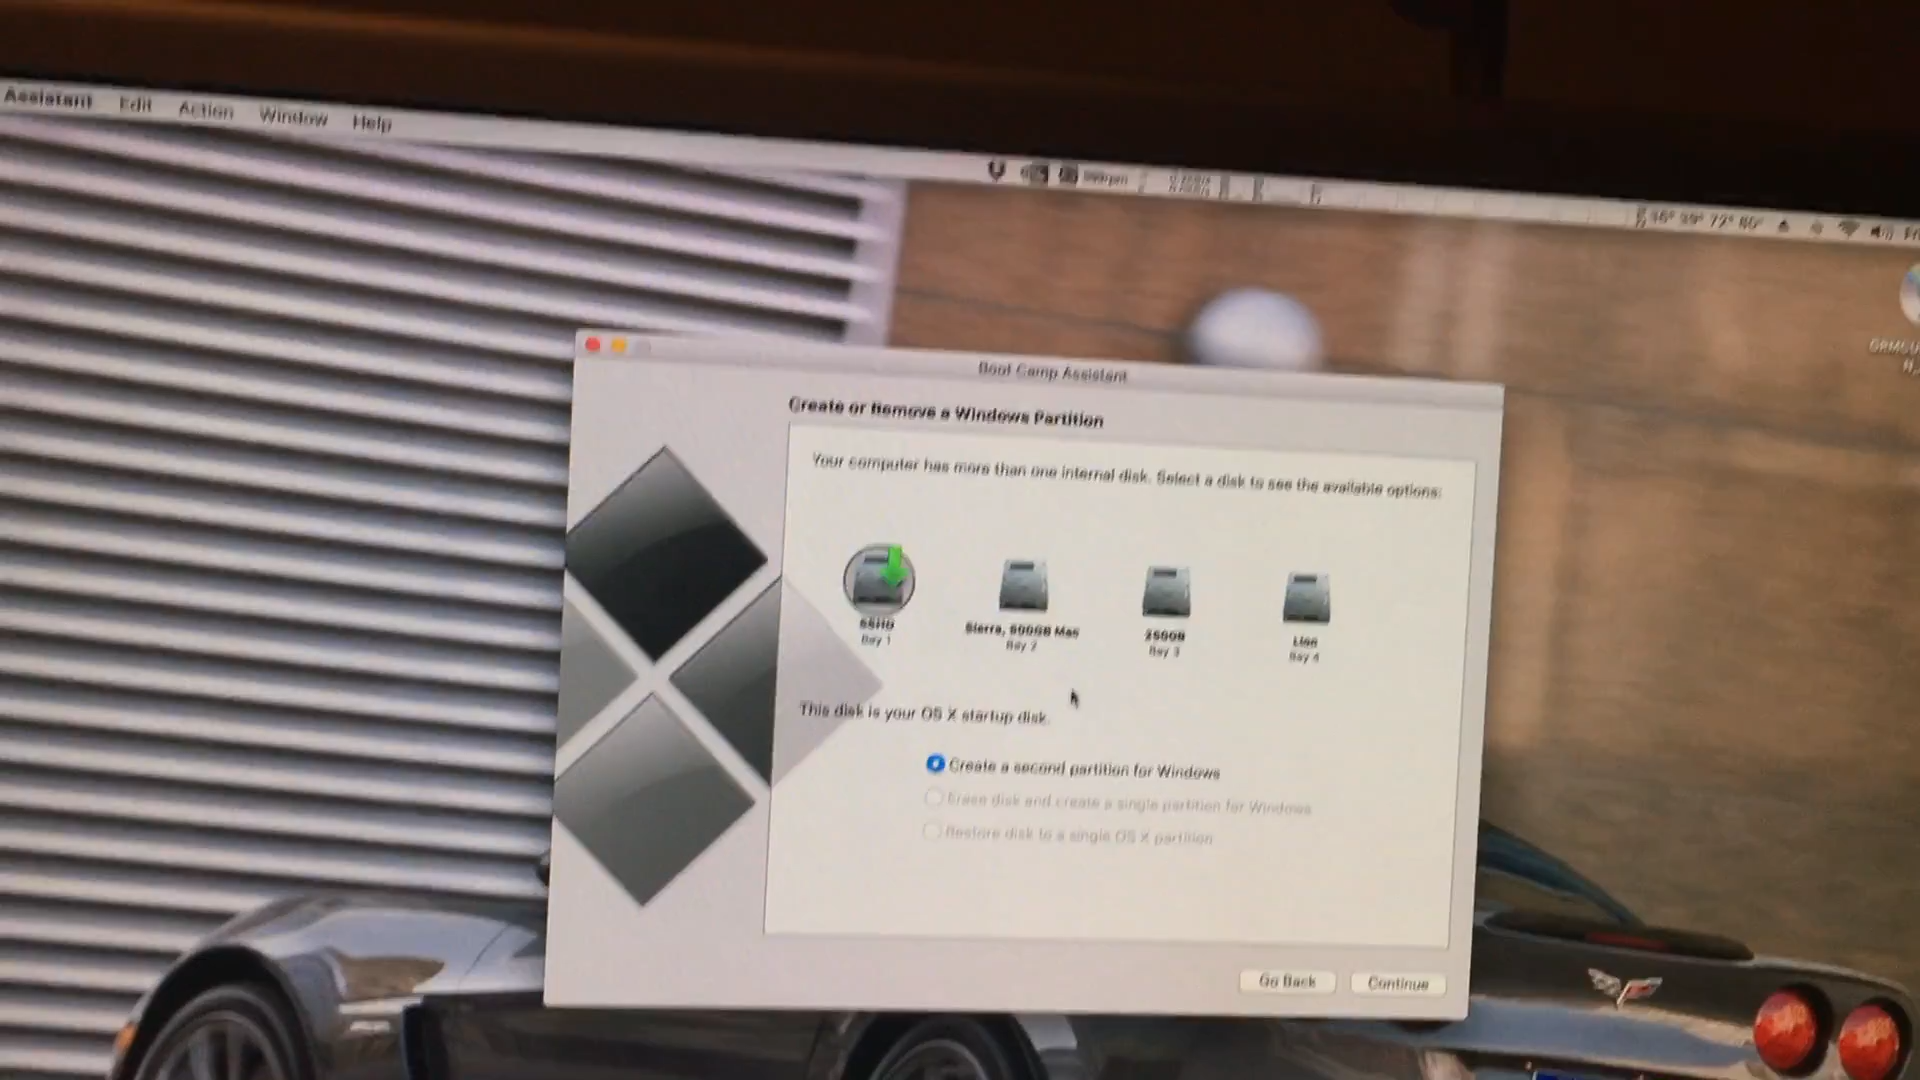 Assistant Edit Action Window Help
Boot Camp Assistant
Create or Remove a Windows Partition
Your computer has more than one internal disk. Select a disk to see the available options:
Bay 1
Sierra, 500GB Mac
Bay 2
250GB
Bay 3
Lion
Bay 4
This disk is your OS X startup disk.
Create a second partition for Windows
Erase disk and create a single partition for Windows
Restore disk to a single OS X partition
Go Back Continue